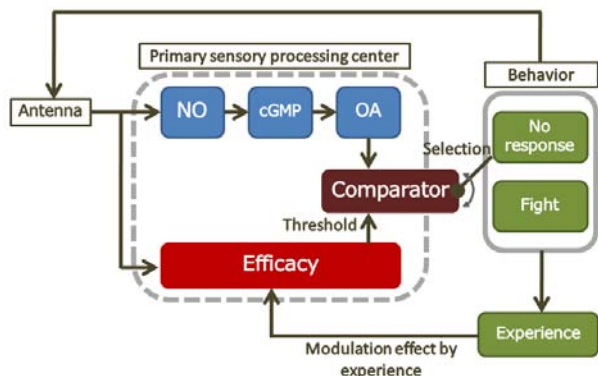 Primary sensory processing center
Behavior
Antenna
NO
cGMP
OA
No
response
Selection
Comparator
Fight
Threshold
Efficacy
Experience
Modulation effect by
experience